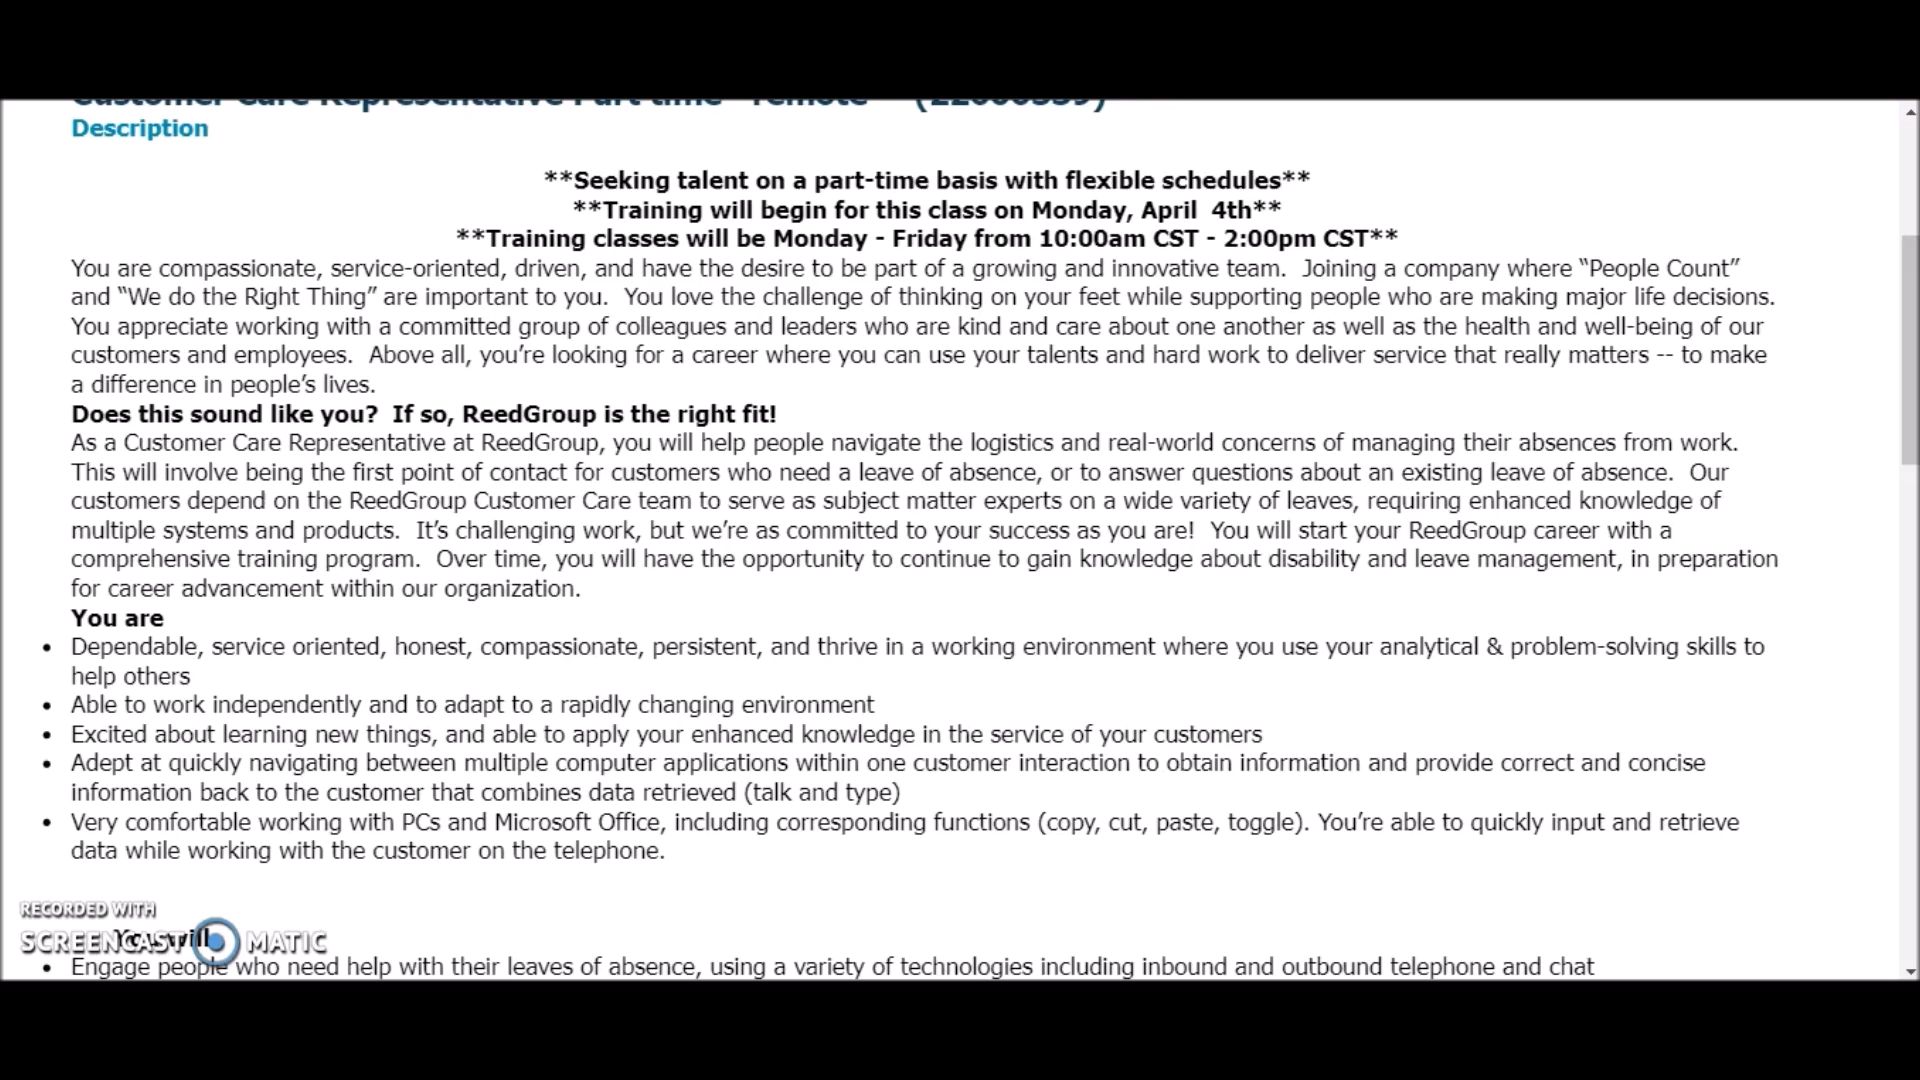 Customer Care Representative Part time - remote
Description
**Seeking talent on a part-time basis with flexible schedules**
**Training will begin for this class on Monday, April  4th**
**Training classes will be Monday - Friday from 10:00am CST - 2:00pm CST**
You are compassionate, service-oriented, driven, and have the desire to be part of a growing and innovative team.  Joining a company where “People Count”
and “We do the Right Thing” are important to you.  You love the challenge of thinking on your feet while supporting people who are making major life decisions.
You appreciate working with a committed group of colleagues and leaders who are kind and care about one another as well as the health and well-being of our
customers and employees.  Above all, you’re looking for a career where you can use your talents and hard work to deliver service that really matters -- to make
a difference in people’s lives.
Does this sound like you?  If so, ReedGroup is the right fit!
As a Customer Care Representative at ReedGroup, you will help people navigate the logistics and real-world concerns of managing their absences from work.
This will involve being the first point of contact for customers who need a leave of absence, or to answer questions about an existing leave of absence.  Our
customers depend on the ReedGroup Customer Care team to serve as subject matter experts on a wide variety of leaves, requiring enhanced knowledge of
multiple systems and products.  It’s challenging work, but we’re as committed to your success as you are!  You will start your ReedGroup career with a
comprehensive training program.  Over time, you will have the opportunity to continue to gain knowledge about disability and leave management, in preparation
for career advancement within our organization.
You are
• Dependable, service oriented, honest, compassionate, persistent, and thrive in a working environment where you use your analytical & problem-solving skills to
help others
• Able to work independently and to adapt to a rapidly changing environment
• Excited about learning new things, and able to apply your enhanced knowledge in the service of your customers
• Adept at quickly navigating between multiple computer applications within one customer interaction to obtain information and provide correct and concise
information back to the customer that combines data retrieved (talk and type)
• Very comfortable working with PCs and Microsoft Office, including corresponding functions (copy, cut, paste, toggle). You’re able to quickly input and retrieve
data while working with the customer on the telephone.
RECORDED WITH
SCREENCAST MATIC
You will
• Engage people who need help with their leaves of absence, using a variety of technologies including inbound and outbound telephone and chat